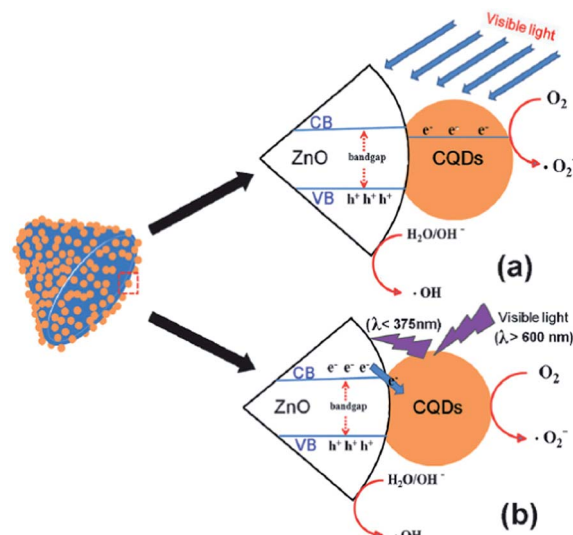 Visible light
O₂
CB
e⁻ e⁻ e⁻
ZnO
bandgap
CQDs
· O₂
VB
h⁺ h⁺ h⁺
H₂O/OH⁻
(a)
· OH
(λ< 375nm)
Visible light
(λ> 600 nm)
CB
e⁻ e⁻ e⁻
e⁻
O₂
ZnO
bandgap
CQDs
· O₂⁻
VB
h⁺ h⁺ h⁺
H₂O/OH⁻
(b)
· OH